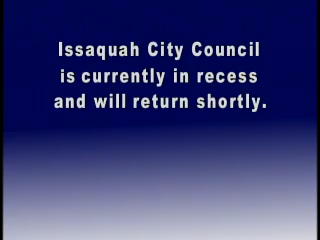 Issaquah City Council
is currently in recess
and will return shortly.